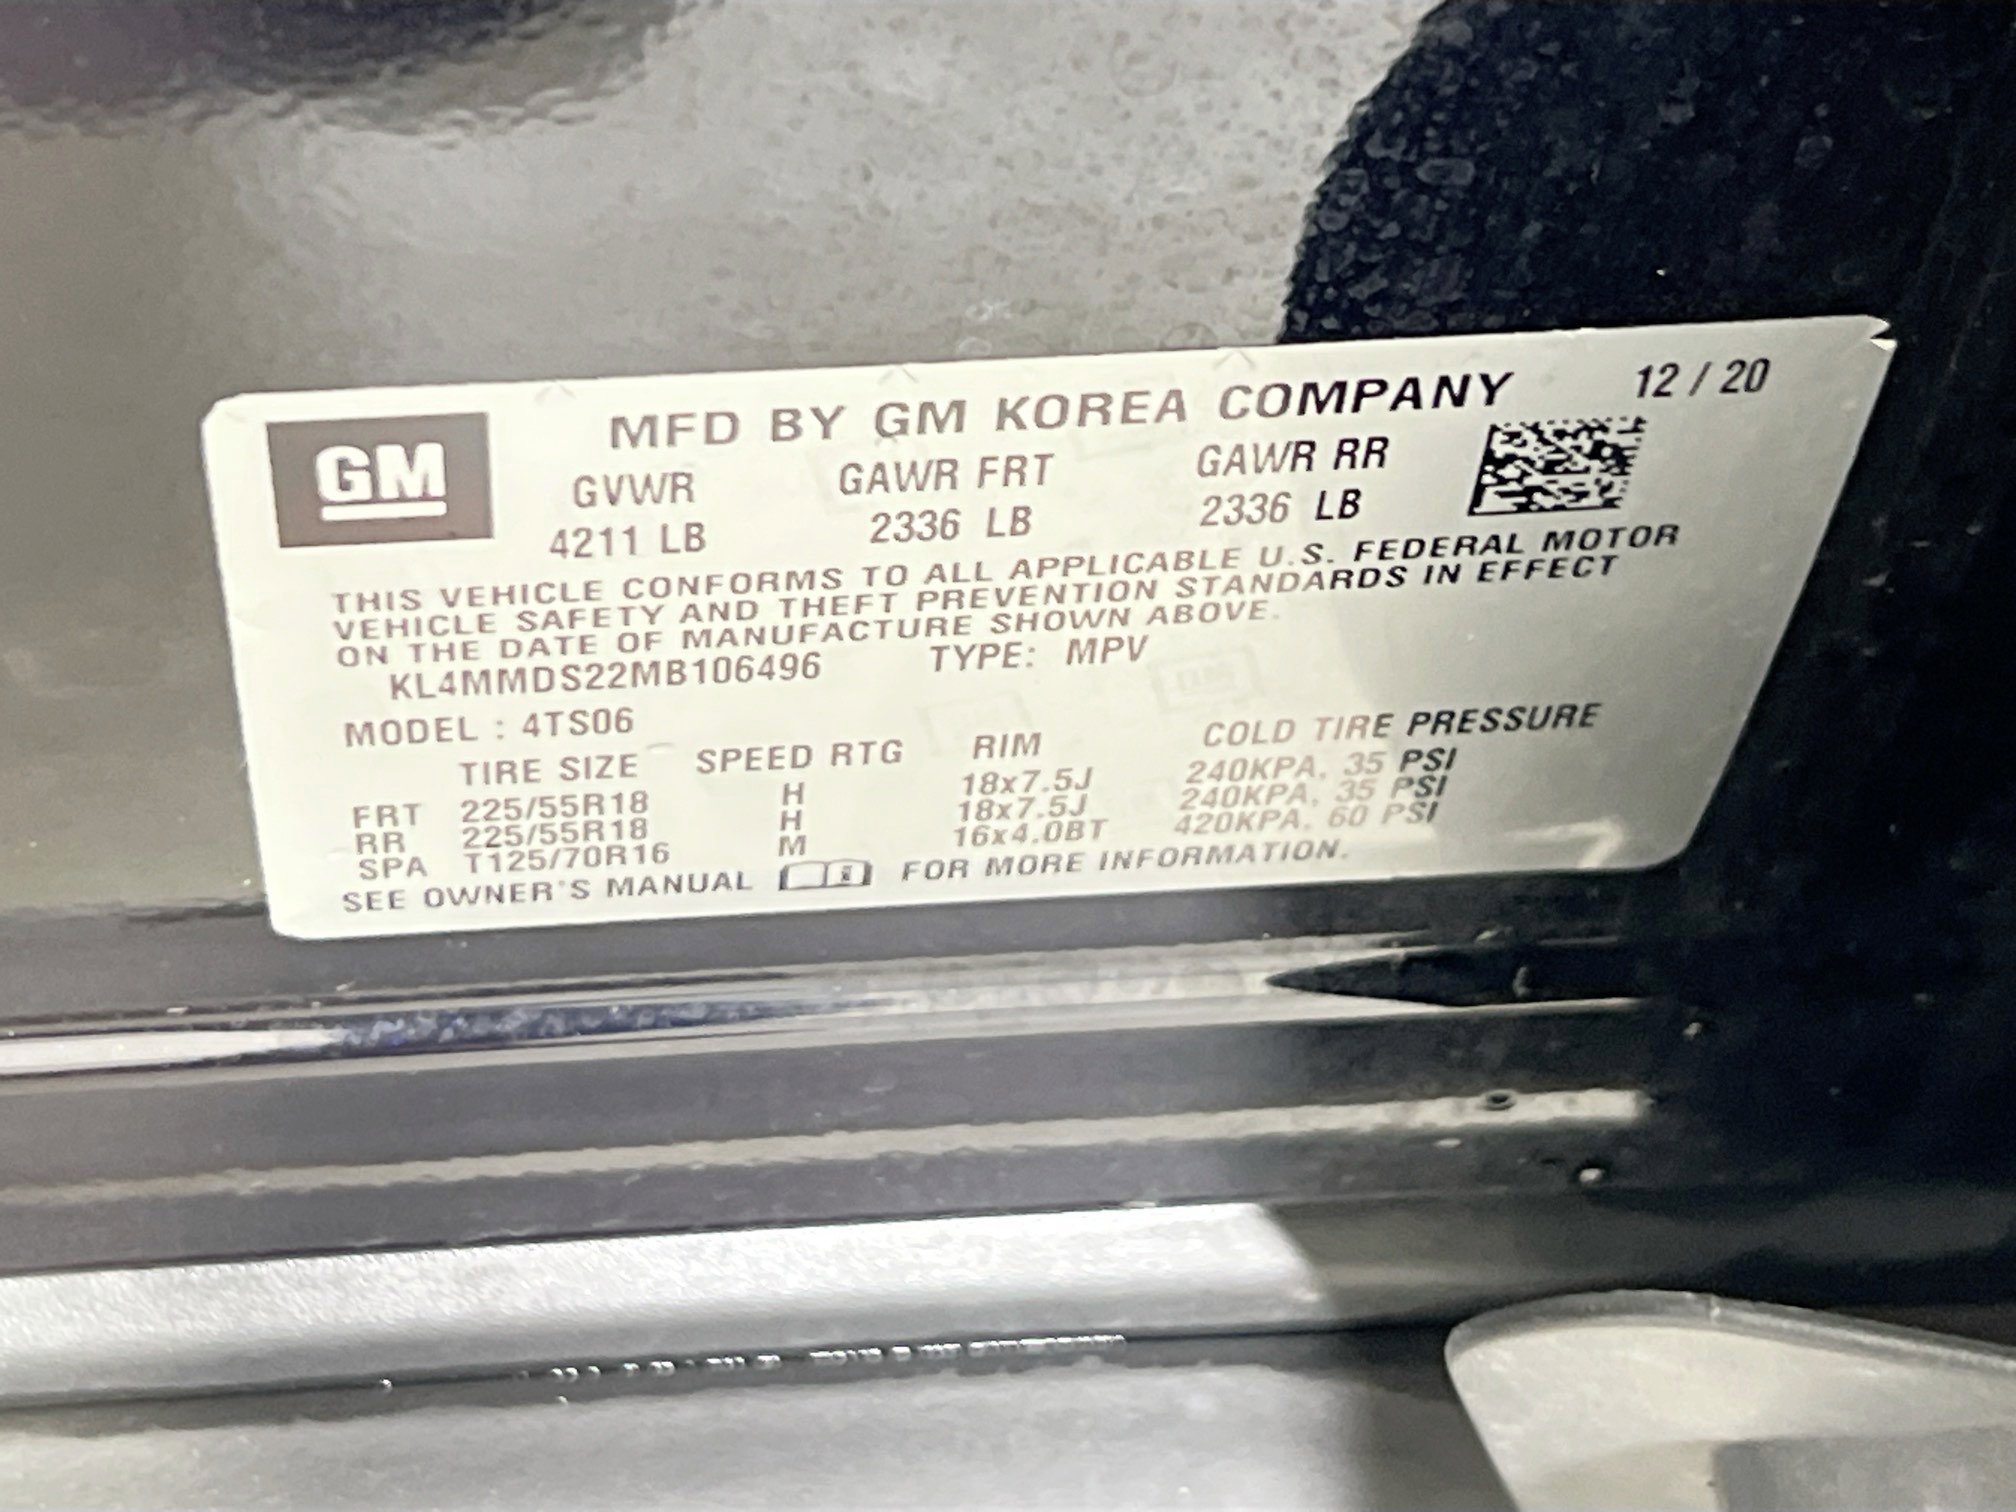 GM
MFD BY GM KOREA COMPANY 12 / 20
GVWR GAWR FRT GAWR RR
4211 LB 2336 LB 2336 LB
THIS VEHICLE CONFORMS TO ALL APPLICABLE U.S. FEDERAL MOTOR
VEHICLE SAFETY AND THEFT PREVENTION STANDARDS IN EFFECT
ON THE DATE OF MANUFACTURE SHOWN ABOVE.
KL4MMDS22MB106496 TYPE: MPV
MODEL : 4TS06
TIRE SIZE SPEED RTG RIM COLD TIRE PRESSURE
FRT 225/55R18 H 18x7.5J 240KPA, 35 PSI
RR 225/55R18 H 18x7.5J 240KPA, 35 PSI
SPA T125/70R16 M 16x4.0BT 420KPA, 60 PSI
SEE OWNER'S MANUAL FOR MORE INFORMATION.